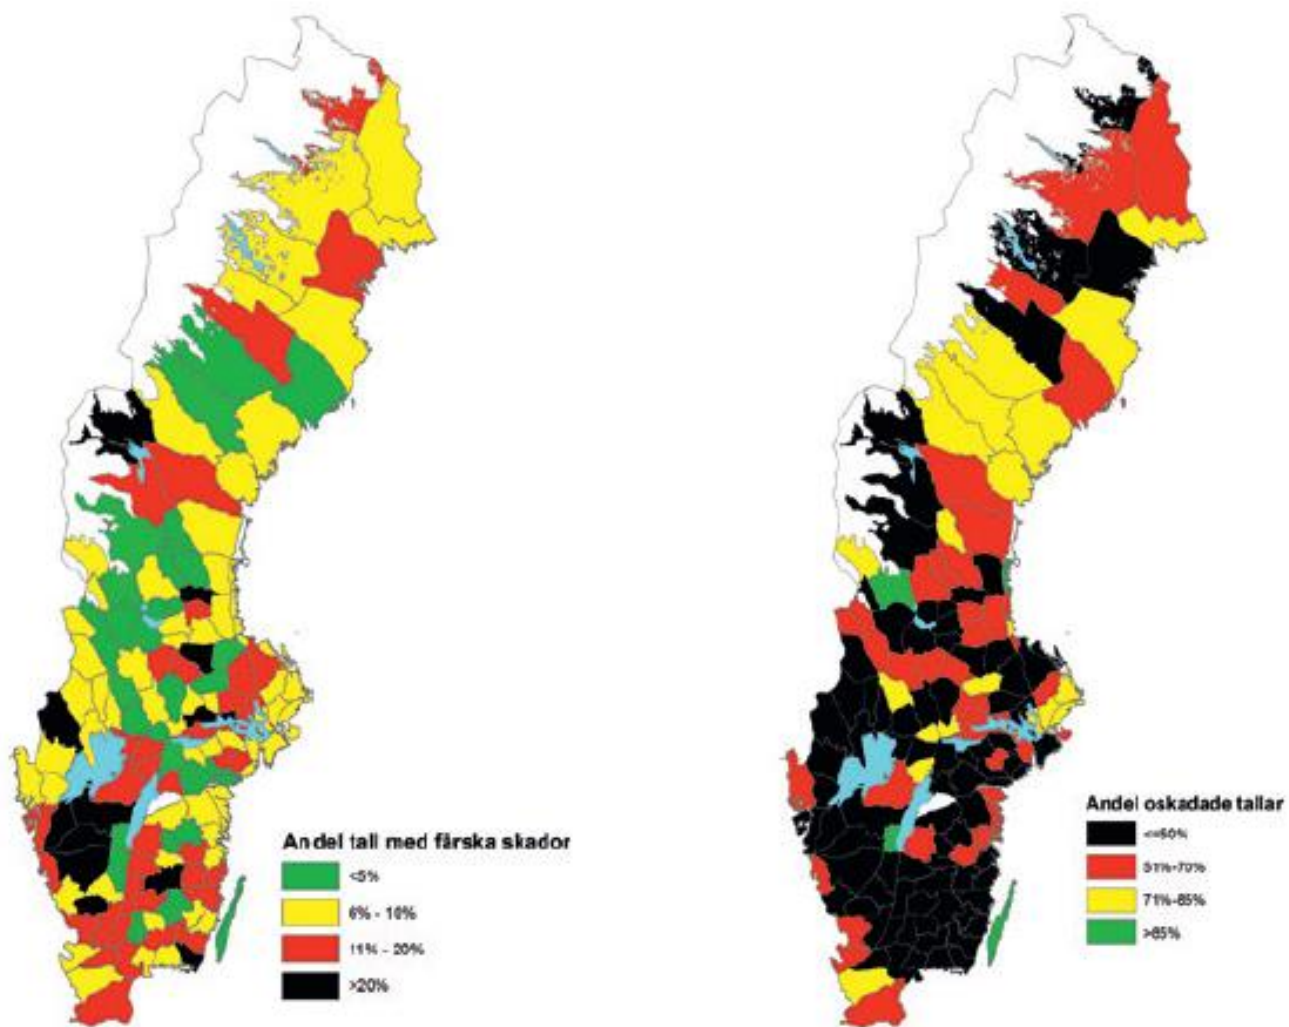 Andel tall med färska skador
<5%
6% - 10%
11% - 20%
>20%
Andel oskadade tallar
<=50%
51%-70%
71%-85%
>85%